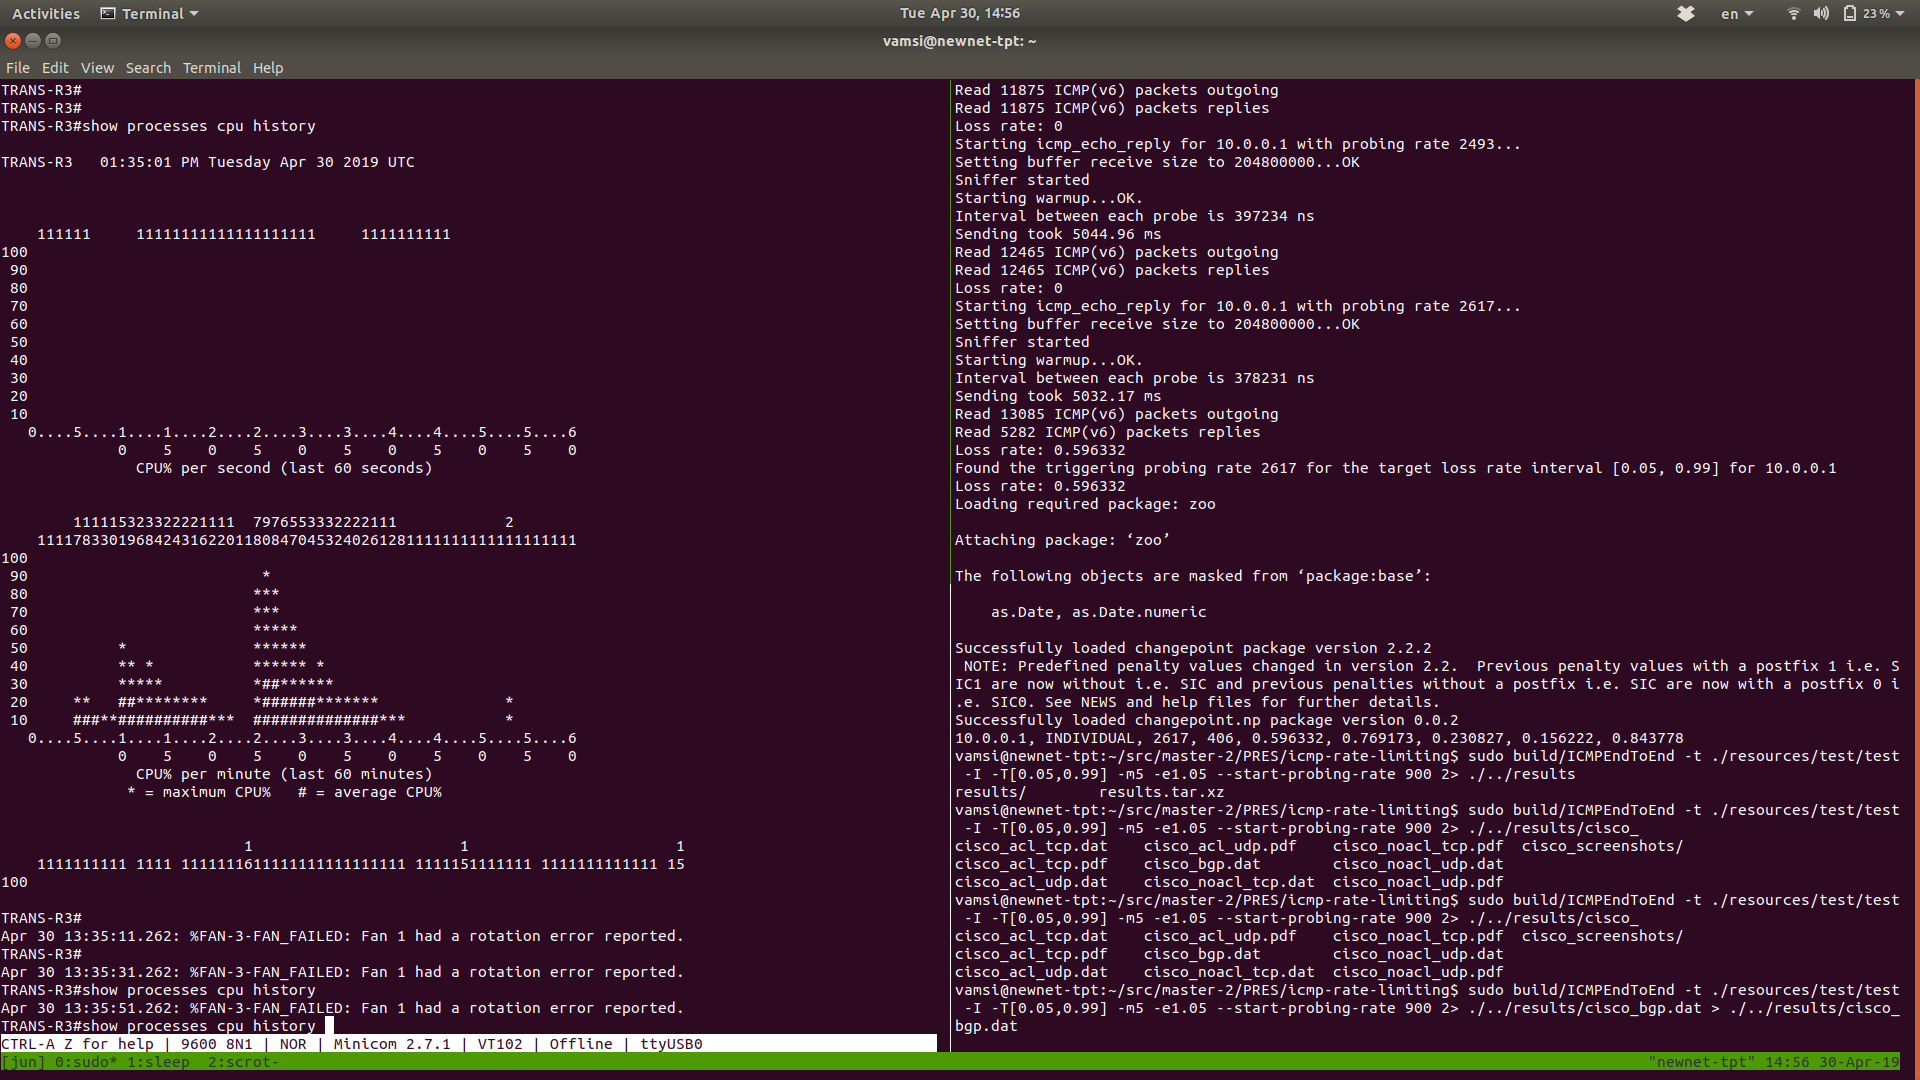 Activities Terminal Tue Apr 30, 14:56 en 23 %
vamsi@newnet-tpt: ~
File Edit View Search Terminal Help
TRANS-R3#
TRANS-R3#
TRANS-R3#show processes cpu history

TRANS-R3   01:35:01 PM Tuesday Apr 30 2019 UTC

    111111     11111111111111111111     1111111111
100
 90
 80
 70
 60
 50
 40
 30
 20
 10
   0....5....1....1....2....2....3....3....4....4....5....5....6
             0    5    0    5    0    5    0    5    0    5    0
               CPU% per second (last 60 seconds)

        111115323322221111  7976553332222111            2
    111178330196842431622011808470453240261281111111111111111111
100
 90                          *
 80                         ***
 70                         ***
 60                         *****
 50          *              ******
 40          ** *           ****** *
 30          *****          *##******
 20     **   ##********     *######*******              *
 10     ###**##########***  ##############***           *
   0....5....1....1....2....2....3....3....4....4....5....5....6
             0    5    0    5    0    5    0    5    0    5    0
               CPU% per minute (last 60 minutes)
              * = maximum CPU%   # = average CPU%

                           1                       1                       1
    1111111111 1111 1111111611111111111111111 1111151111111 1111111111111 15
100

TRANS-R3#
Apr 30 13:35:11.262: %FAN-3-FAN_FAILED: Fan 1 had a rotation error reported.
TRANS-R3#
Apr 30 13:35:31.262: %FAN-3-FAN_FAILED: Fan 1 had a rotation error reported.
TRANS-R3#show processes cpu history
Apr 30 13:35:51.262: %FAN-3-FAN_FAILED: Fan 1 had a rotation error reported.
TRANS-R3#show processes cpu history
CTRL-A Z for help | 9600 8N1 | NOR | Minicom 2.7.1 | VT102 | Offline | ttyUSB0
Read 11875 ICMP(v6) packets outgoing
Read 11875 ICMP(v6) packets replies
Loss rate: 0
Starting icmp_echo_reply for 10.0.0.1 with probing rate 2493...
Setting buffer receive size to 204800000...OK
Sniffer started
Starting warmup...OK.
Interval between each probe is 397234 ns
Sending took 5044.96 ms
Read 12465 ICMP(v6) packets outgoing
Read 12465 ICMP(v6) packets replies
Loss rate: 0
Starting icmp_echo_reply for 10.0.0.1 with probing rate 2617...
Setting buffer receive size to 204800000...OK
Sniffer started
Starting warmup...OK.
Interval between each probe is 378231 ns
Sending took 5032.17 ms
Read 13085 ICMP(v6) packets outgoing
Read 5282 ICMP(v6) packets replies
Loss rate: 0.596332
Found the triggering probing rate 2617 for the target loss rate interval [0.05, 0.99] for 10.0.0.1
Loss rate: 0.596332
Loading required package: zoo

Attaching package: ‘zoo’

The following objects are masked from ‘package:base’:

    as.Date, as.Date.numeric

Successfully loaded changepoint package version 2.2.2
 NOTE: Predefined penalty values changed in version 2.2.  Previous penalty values with a postfix 1 i.e. S
IC1 are now without i.e. SIC and previous penalties without a postfix i.e. SIC are now with a postfix 0 i
.e. SIC0. See NEWS and help files for further details.
Successfully loaded changepoint.np package version 0.0.2
10.0.0.1, INDIVIDUAL, 2617, 406, 0.596332, 0.769173, 0.230827, 0.156222, 0.843778
vamsi@newnet-tpt:~/src/master-2/PRES/icmp-rate-limiting$ sudo build/ICMPEndToEnd -t ./resources/test/test
 -I -T[0.05,0.99] -m5 -e1.05 --start-probing-rate 900 2> ./../results
results/        results.tar.xz
vamsi@newnet-tpt:~/src/master-2/PRES/icmp-rate-limiting$ sudo build/ICMPEndToEnd -t ./resources/test/test
 -I -T[0.05,0.99] -m5 -e1.05 --start-probing-rate 900 2> ./../results/cisco_
cisco_acl_tcp.dat    cisco_acl_udp.pdf    cisco_noacl_tcp.pdf  cisco_screenshots/
cisco_acl_tcp.pdf    cisco_bgp.dat        cisco_noacl_udp.dat
cisco_acl_udp.dat    cisco_noacl_tcp.dat  cisco_noacl_udp.pdf
vamsi@newnet-tpt:~/src/master-2/PRES/icmp-rate-limiting$ sudo build/ICMPEndToEnd -t ./resources/test/test
 -I -T[0.05,0.99] -m5 -e1.05 --start-probing-rate 900 2> ./../results/cisco_
cisco_acl_tcp.dat    cisco_acl_udp.pdf    cisco_noacl_tcp.pdf  cisco_screenshots/
cisco_acl_tcp.pdf    cisco_bgp.dat        cisco_noacl_udp.dat
cisco_acl_udp.dat    cisco_noacl_tcp.dat  cisco_noacl_udp.pdf
vamsi@newnet-tpt:~/src/master-2/PRES/icmp-rate-limiting$ sudo build/ICMPEndToEnd -t ./resources/test/test
 -I -T[0.05,0.99] -m5 -e1.05 --start-probing-rate 900 2> ./../results/cisco_bgp.dat > ./../results/cisco_
bgp.dat
[jun] 0:sudo* 1:sleep  2:scrot- "newnet-tpt" 14:56 30-Apr-19